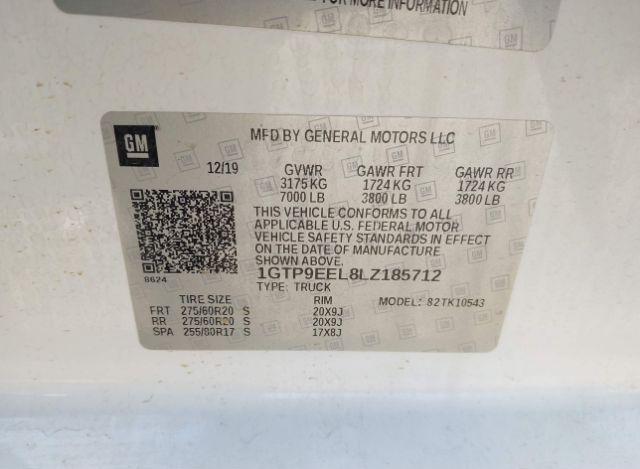 FOR MORE INFORMATION
GM
MFD BY GENERAL MOTORS LLC
12/19 GVWR GAWR FRT GAWR RR
3175 KG 1724 KG 1724 KG
7000 LB 3800 LB 3800 LB
THIS VEHICLE CONFORMS TO ALL
APPLICABLE U.S. FEDERAL MOTOR
VEHICLE SAFETY STANDARDS IN EFFECT
ON THE DATE OF MANUFACTURE
SHOWN ABOVE.
8624
1GTP9EEL8LZ185712
TYPE: TRUCK
MODEL: 82TK10543
TIRE SIZE RIM
FRT 275/60R20 S 20X9J
RR 275/60R20 S 20X9J
SPA 255/80R17 S 17X8J